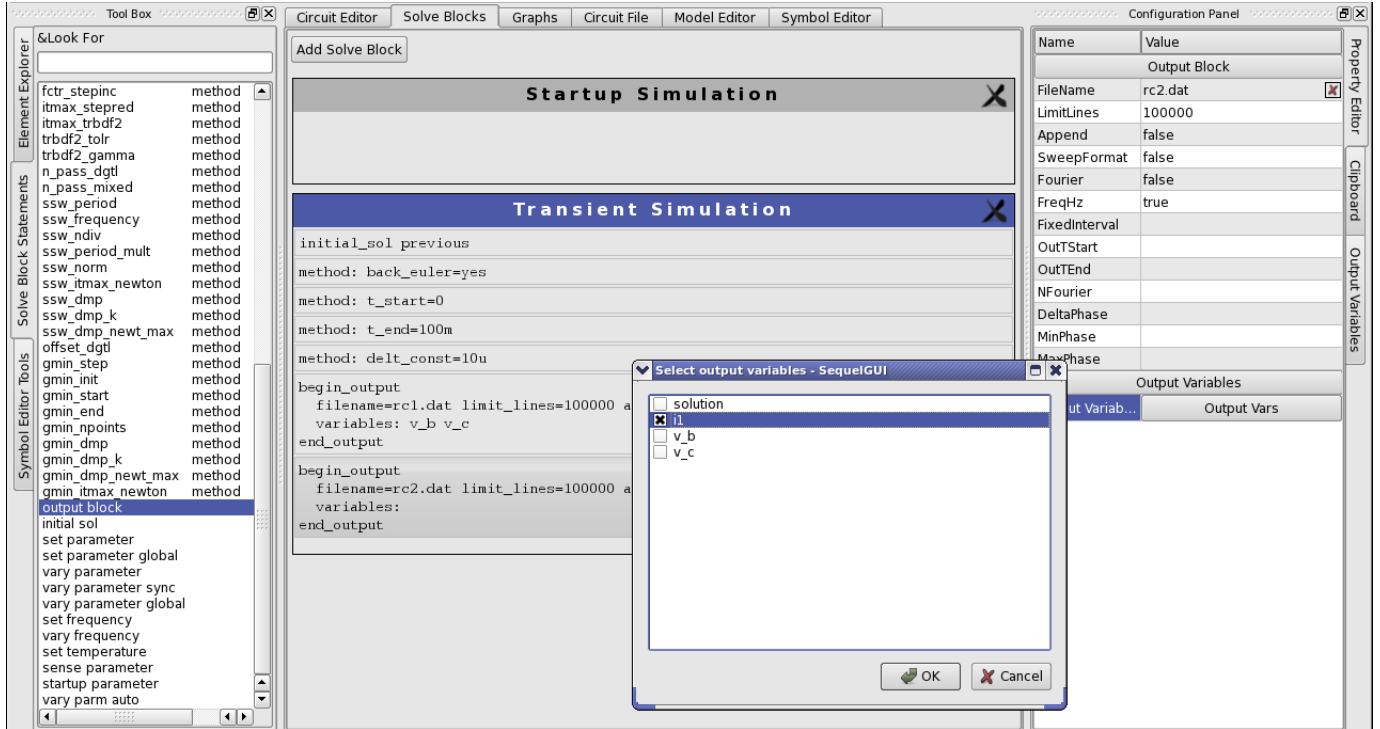 Tool Box
&Look For
Element Explorer
Solve Block Statements
Symbol Editor Tools
fctr_stepinc method
itmax_stepred method
itmax_trbdf2 method
trbdf2_tolr method
trbdf2_gamma method
n_pass_dgtl method
n_pass_mixed method
ssw_period method
ssw_frequency method
ssw_ndiv method
ssw_period_mult method
ssw_norm method
ssw_itmax_newton method
ssw_dmp method
ssw_dmp_k method
ssw_dmp_newt_max method
offset_dgtl method
gmin_step method
gmin_init method
gmin_start method
gmin_end method
gmin_npoints method
gmin_dmp method
gmin_dmp_k method
gmin_dmp_newt_max method
gmin_itmax_newton method
output block
initial sol
set parameter
set parameter global
vary parameter
vary parameter sync
vary parameter global
set frequency
vary frequency
set temperature
sense parameter
startup parameter
vary parm auto
Circuit Editor Solve Blocks Graphs Circuit File Model Editor Symbol Editor
Add Solve Block
Startup Simulation
Transient Simulation
initial_sol previous
method: back_euler=yes
method: t_start=0
method: t_end=100m
method: delt_const=10u
begin_output
filename=rc1.dat limit_lines=100000 a
variables: v_b v_c
end_output
begin_output
filename=rc2.dat limit_lines=100000 a
variables:
end_output
Select output variables - SequelGUI
solution
i1
v_b
v_c
OK Cancel
Configuration Panel
Name Value
Output Block
FileName rc2.dat
LimitLines 100000
Append false
SweepFormat false
Fourier false
FreqHz true
FixedInterval
OutTStart
OutTEnd
NFourier
DeltaPhase
MinPhase
MaxPhase
Output Variables
ut Variab... Output Vars
Property Editor
Clipboard
Output Variables